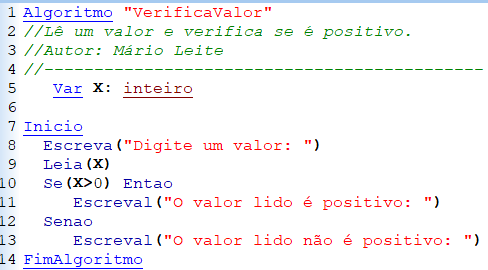 1 Algoritmo "VerificaValor"
2 //Lê um valor e verifica se é positivo.
3 //Autor: Mário Leite
4 //--------------------------------------------
5 Var X: inteiro
6
7 Inicio
8 Escreva("Digite um valor: ")
9 Leia(X)
10 Se(X>0) Entao
11 Escreval("O valor lido é positivo: ")
12 Senao
13 Escreval("O valor lido não é positivo: ")
14 FimAlgoritmo